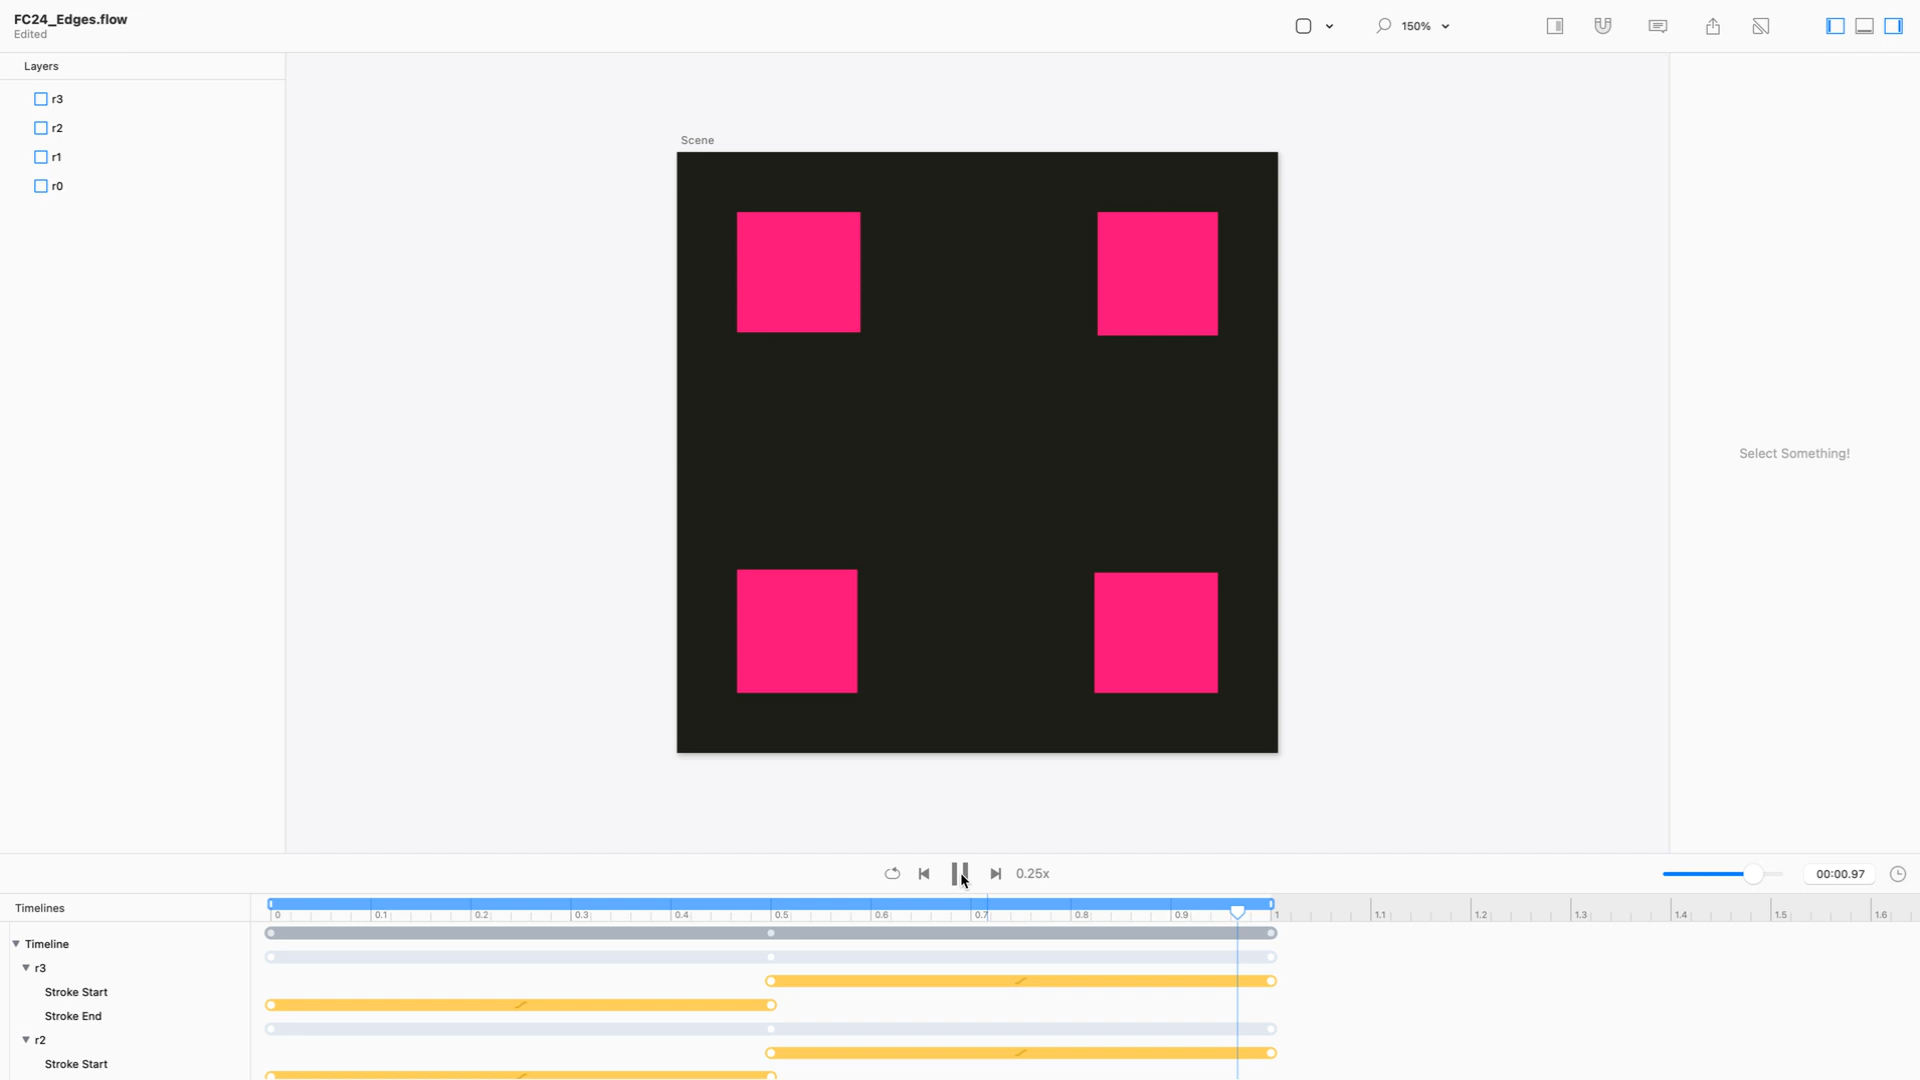 FC24_Edges.flow
Edited
150%
Layers
r3
r2
r1
r0
Scene
Select Something!
0.25x
00:00.97
Timelines
0 0.1 0.2 0.3 0.4 0.5 0.6 0.7 0.8 0.9 1 1.1 1.2 1.3 1.4 1.5 1.6
Timeline
r3
Stroke Start
Stroke End
r2
Stroke Start